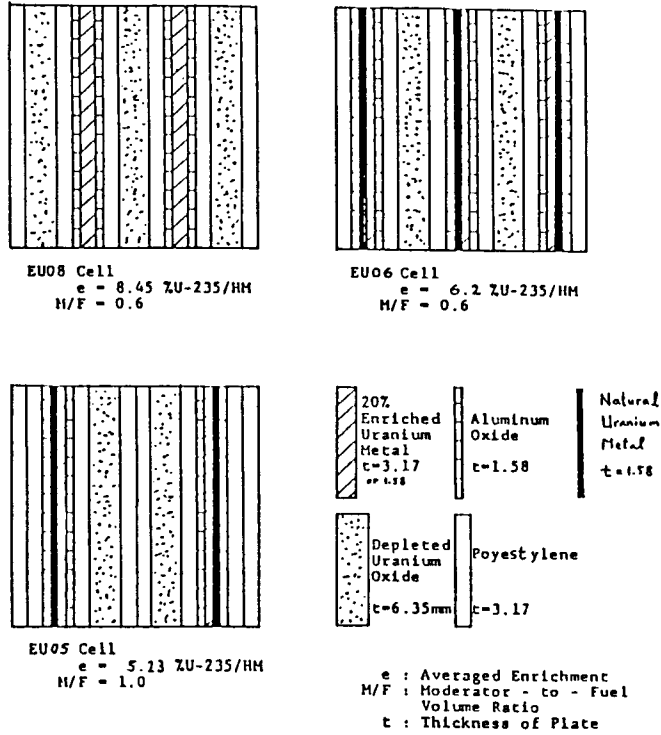 EU08 Cell
e = 8.45 %U-235/HM
M/F = 0.6
EU06 Cell
e = 6.2 %U-235/HM
M/F = 0.6
EU05 Cell
e = 5.23 %U-235/HM
M/F = 1.0
20%
Enriched
Uranium
Metal
t=3.17
or 1.58
Aluminum
Oxide
t=1.58
Natural
Uranium
Metal
t=1.58
Depleted
Uranium
Oxide
t=6.35mm
Poyestylene
t=3.17
e : Averaged Enrichment
M/F : Moderator - to - Fuel
Volume Ratio
t : Thickness of Plate